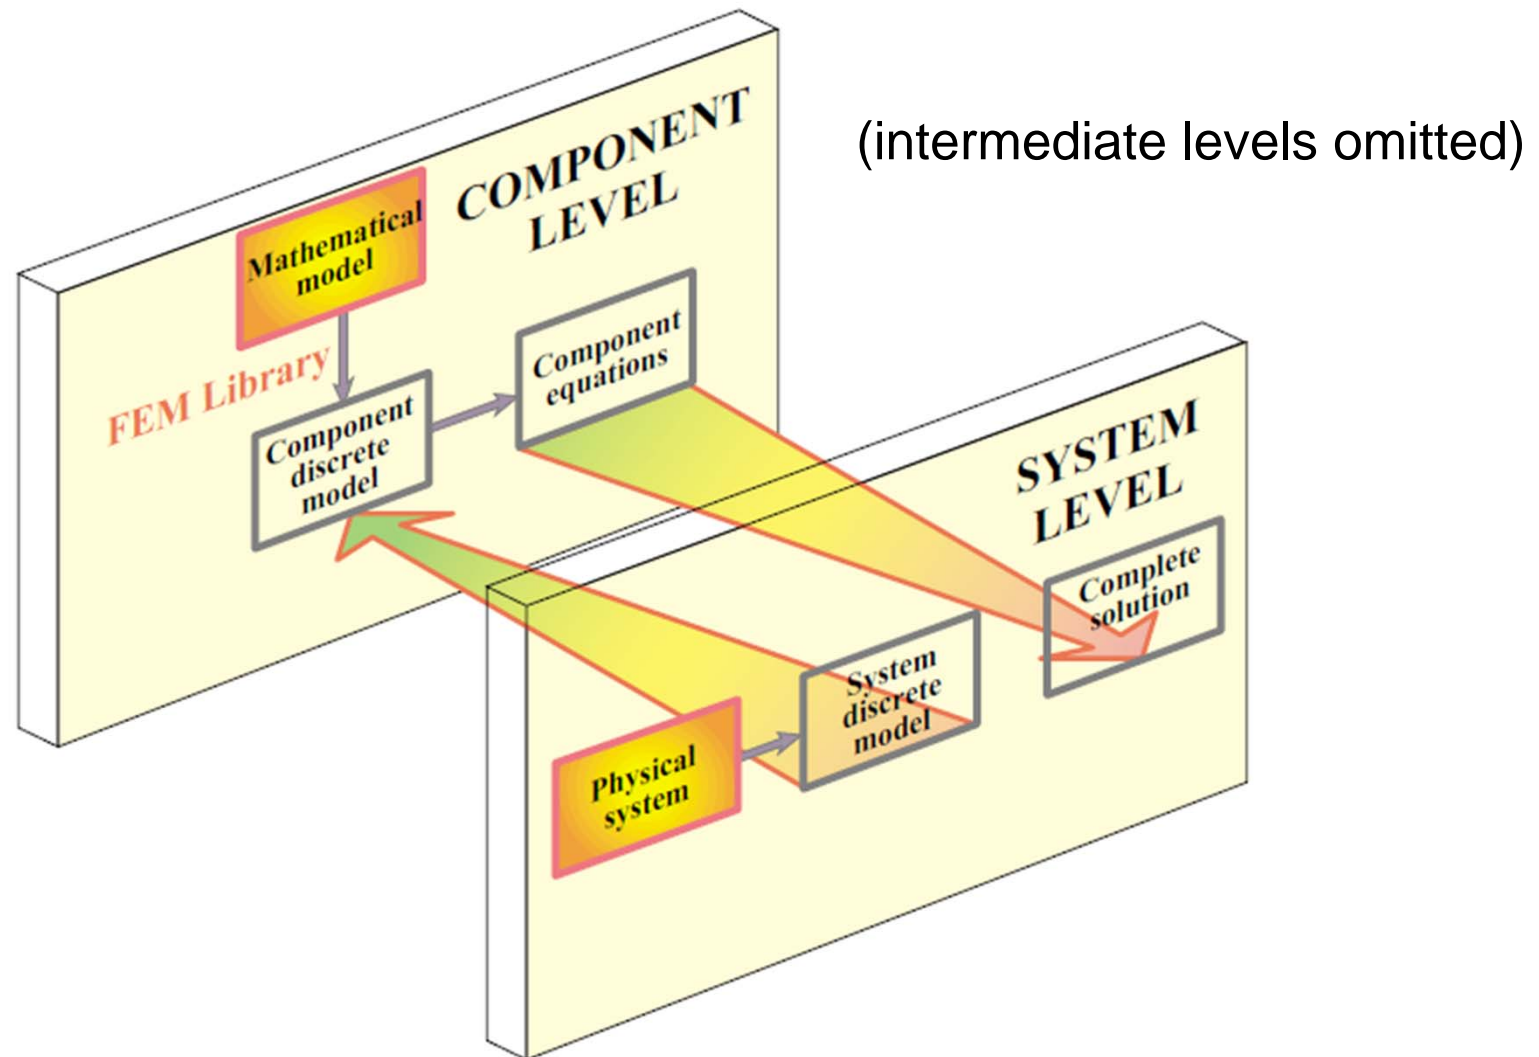 (intermediate levels omitted)
COMPONENT
LEVEL
Mathematical
model
FEM Library
Component
equations
Component
discrete
model
SYSTEM
LEVEL
Complete
solution
System
discrete
model
Physical
system